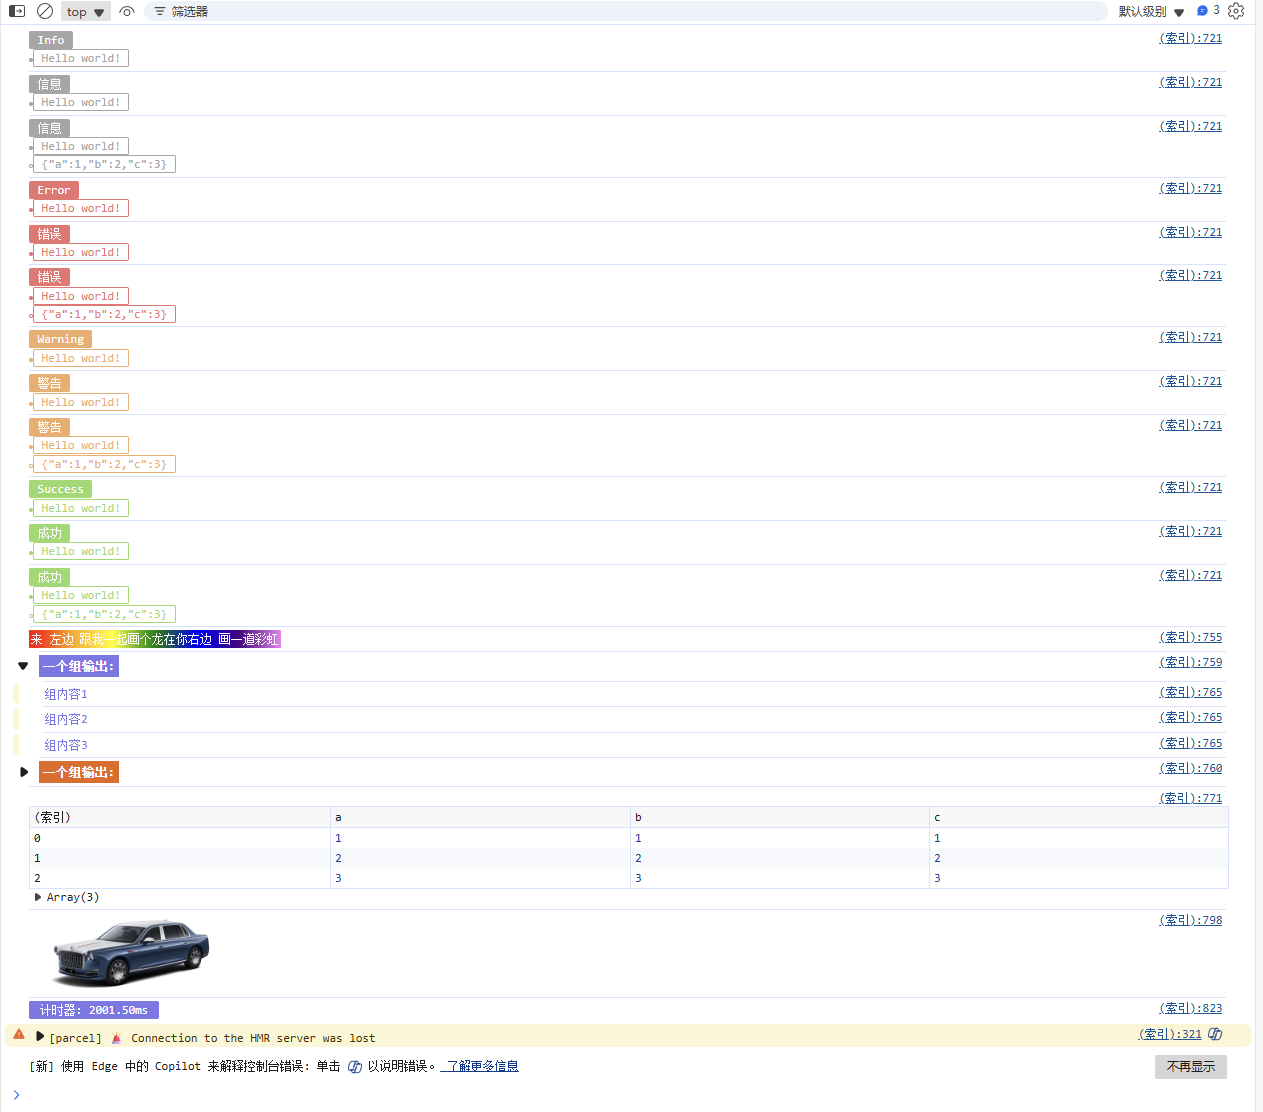 top 筛选器 默认级别 3
Info (索引):721
Hello world!
信息 (索引):721
Hello world!
信息 (索引):721
Hello world!
{"a":1,"b":2,"c":3}
Error (索引):721
Hello world!
错误 (索引):721
Hello world!
错误 (索引):721
Hello world!
{"a":1,"b":2,"c":3}
Warning (索引):721
Hello world!
警告 (索引):721
Hello world!
警告 (索引):721
Hello world!
{"a":1,"b":2,"c":3}
Success (索引):721
Hello world!
成功 (索引):721
Hello world!
成功 (索引):721
Hello world!
{"a":1,"b":2,"c":3}
来 左边 跟我一起画个龙在你右边 画一道彩虹 (索引):755
一个组输出: (索引):759
组内容1 (索引):765
组内容2 (索引):765
组内容3 (索引):765
一个组输出: (索引):760
(索引):771
(索引) a b c
0 1 1 1
1 2 2 2
2 3 3 3
Array(3)
(索引):798
计时器: 2001.50ms (索引):823
[parcel] 🚨 Connection to the HMR server was lost (索引):321
[新] 使用 Edge 中的 Copilot 来解释控制台错误: 单击 以说明错误。 了解更多信息 不再显示